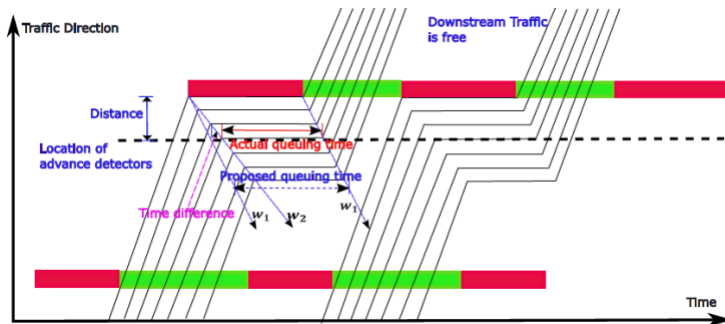 Traffic Direction
Downstream Traffic
is free
Distance
Location of
advance detectors
Actual queuing time
Proposed queuing time
Time difference
w₁
w₂
w₁
Time